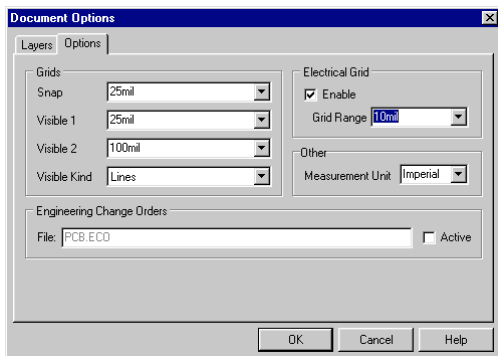 Document Options
Layers Options
Grids
Snap 25mil
Visible 1 25mil
Visible 2 100mil
Visible Kind Lines
Electrical Grid
Enable
Grid Range 10mil
Other
Measurement Unit Imperial
Engineering Change Orders
File: PCB.ECO Active
OK Cancel Help